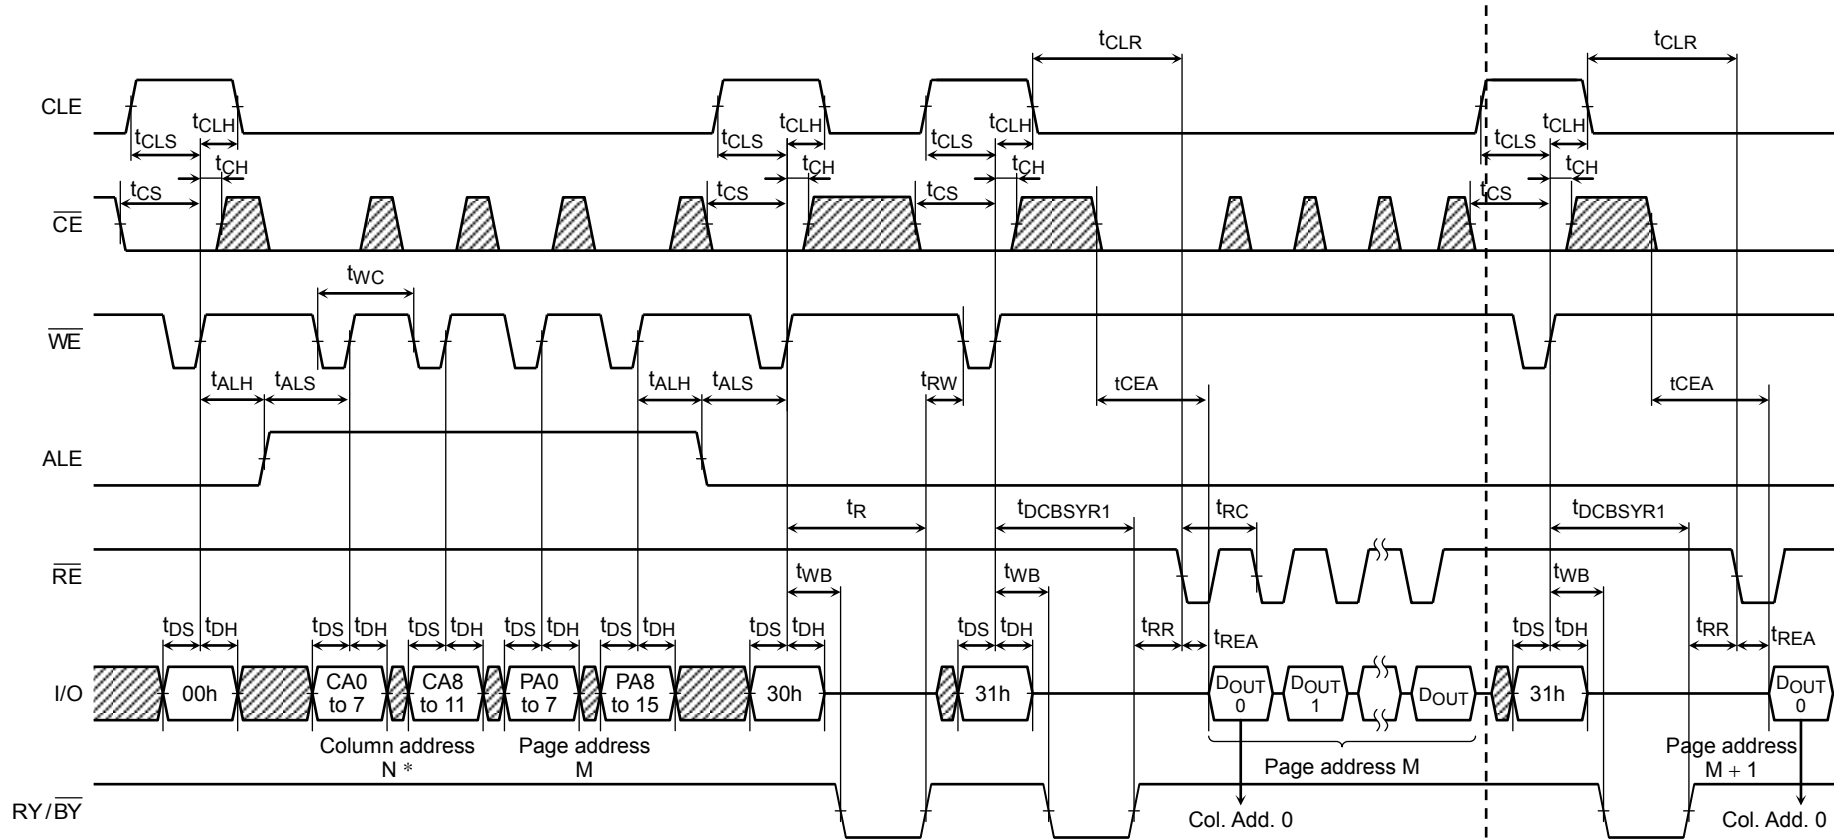 tCLR
tCLR
CLE
tCLS
tCLH
tCLS
tCLH
tCLS
tCLH
tCLS
tCLH
tCH
tCH
tCH
tCH
CE
tCS
tCS
tCS
tCS
tWC
WE
tALH
tALS
tALH
tALS
tRW
tCEA
tCEA
ALE
tR
tDCBSYR1
tRC
tDCBSYR1
RE
tWB
tWB
tWB
tDS
tDH
tDS
tDH
tDS
tDH
tDS
tDH
tDS
tDH
tDS
tDH
tDS
tDH
tRR
tREA
tDS
tDH
tRR
tREA
I/O
00h
CA0
to 7
CA8
to 11
PA0
to 7
PA8
to 15
30h
31h
DOUT
0
DOUT
1
DOUT
31h
DOUT
0
Column address
N *
Page address
M
Page address M
Page address
M + 1
RY/BY
Col. Add. 0
Col. Add. 0